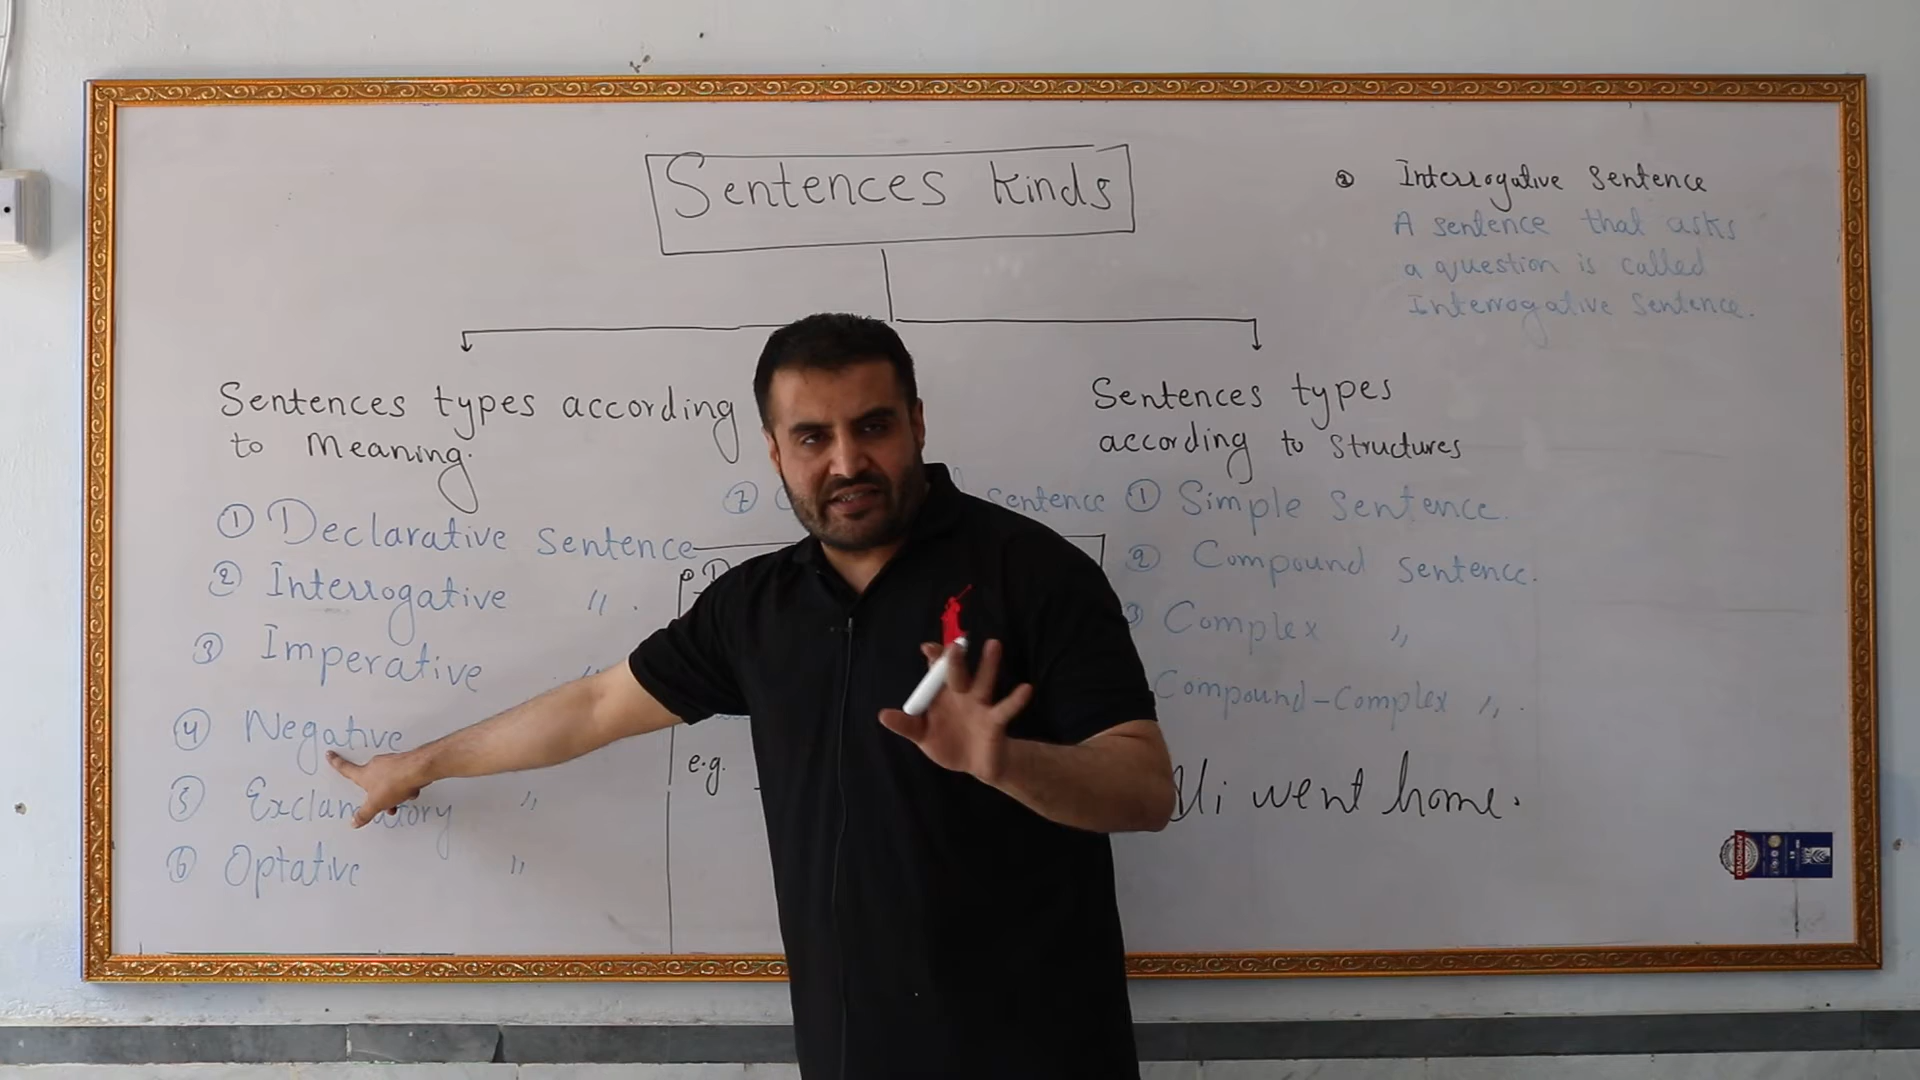 Sentences Kinds
Sentences types according
to Meaning.
① Declarative Sentence
② Interrogative 〃.
③ Imperative 〃
④ Negative
⑤ Exclamatory 〃
⑥ Optative 〃
⑦ sentence
e.g.
Sentences types
according to Structures
① Simple Sentence.
② Compound Sentence.
③ Complex 〃
Compound-Complex 〃.
went home.
② Interrogative Sentence
A sentence that asks
a question is called
Interrogative Sentence.
APPROVED